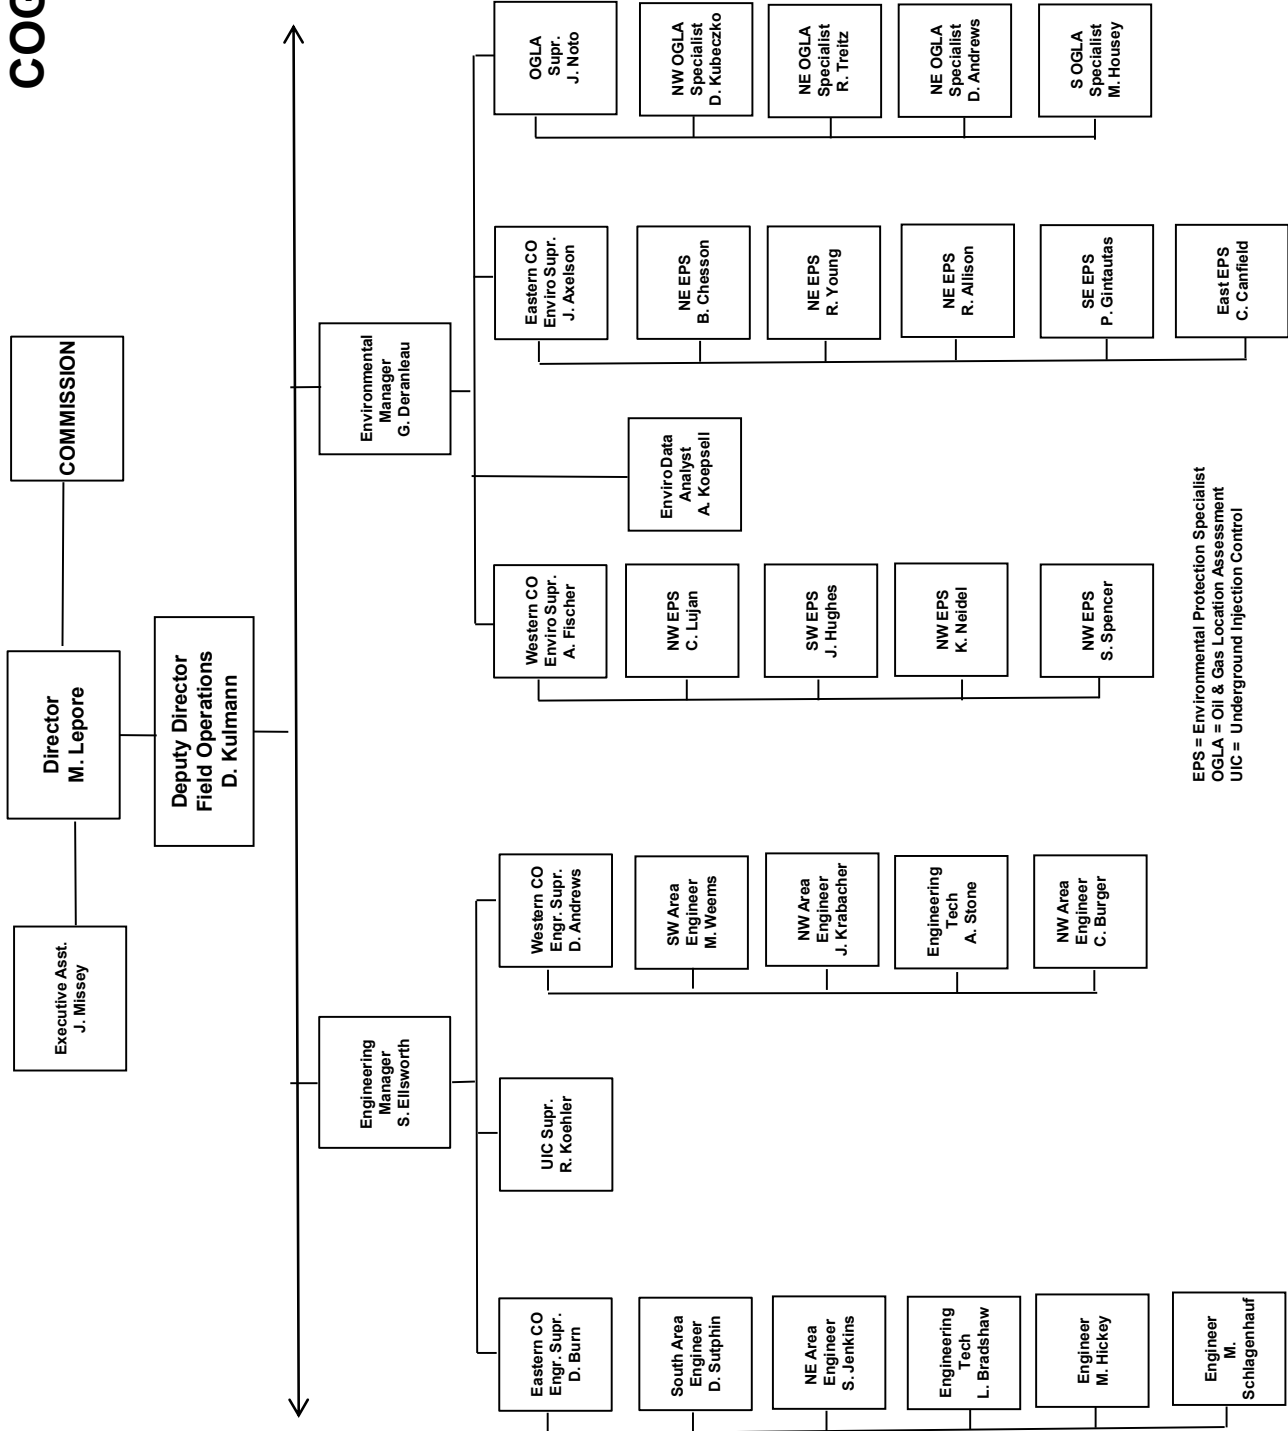 COG
COMMISSION
Director
M. Lepore
Executive Asst.
J. Missey
Deputy Director
Field Operations
D. Kulmann
Engineering
Manager
S. Ellsworth
Environmental
Manager
G. Deranleau
Eastern CO
Engr. Supr.
D. Burn
South Area
Engineer
D. Sutphin
NE Area
Engineer
S. Jenkins
Engineering
Tech
L. Bradshaw
Engineer
M. Hickey
Engineer
M.
Schlagenhauf
UIC Supr.
R. Koehler
Western CO
Engr. Supr.
D. Andrews
SW Area
Engineer
M. Weems
NW Area
Engineer
J. Krabacher
Engineering
Tech
A. Stone
NW Area
Engineer
C. Burger
Western CO
Enviro Supr.
A. Fischer
NW EPS
C. Lujan
SW EPS
J. Hughes
NW EPS
K. Neidel
NW EPS
S. Spencer
Enviro Data
Analyst
A. Koepsell
Eastern CO
Enviro Supr.
J. Axelson
NE EPS
B. Chesson
NE EPS
R. Young
NE EPS
R. Allison
SE EPS
P. Gintautas
East EPS
C. Canfield
OGLA
Supr.
J. Noto
NW OGLA
Specialist
D. Kubeczko
NE OGLA
Specialist
R. Treitz
NE OGLA
Specialist
D. Andrews
S OGLA
Specialist
M. Housey
EPS = Environmental Protection Specialist
OGLA = Oil & Gas Location Assessment
UIC = Underground Injection Control